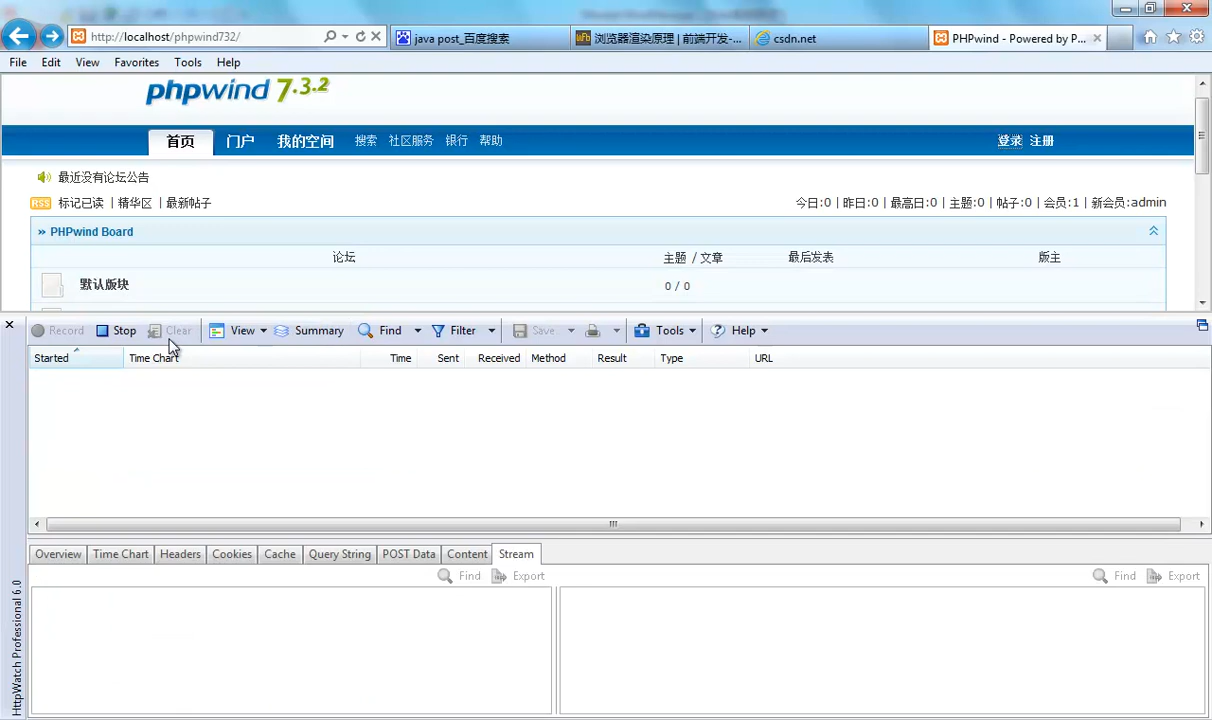 http://localhost/phpwind732/
java post_百度搜索
浏览器渲染原理 | 前端开发-...
csdn.net
PHPwind - Powered by P...
File Edit View Favorites Tools Help
phpwind 7.3.2
首页 门户 我的空间 搜索 社区服务 银行 帮助 登录 注册
最近没有论坛公告
RSS 标记已读 | 精华区 | 最新帖子 今日:0 | 昨日:0 | 最高日:0 | 主题:0 | 帖子:0 | 会员:1 | 新会员:admin
» PHPwind Board
论坛 主题 / 文章 最后发表 版主
默认版块 0 / 0
Record Stop Clear View Summary Find Filter Save Tools Help
Started Time Chart Time Sent Received Method Result Type URL
Overview Time Chart Headers Cookies Cache Query String POST Data Content Stream
Find Export Find Export
HttpWatch Professional 6.0